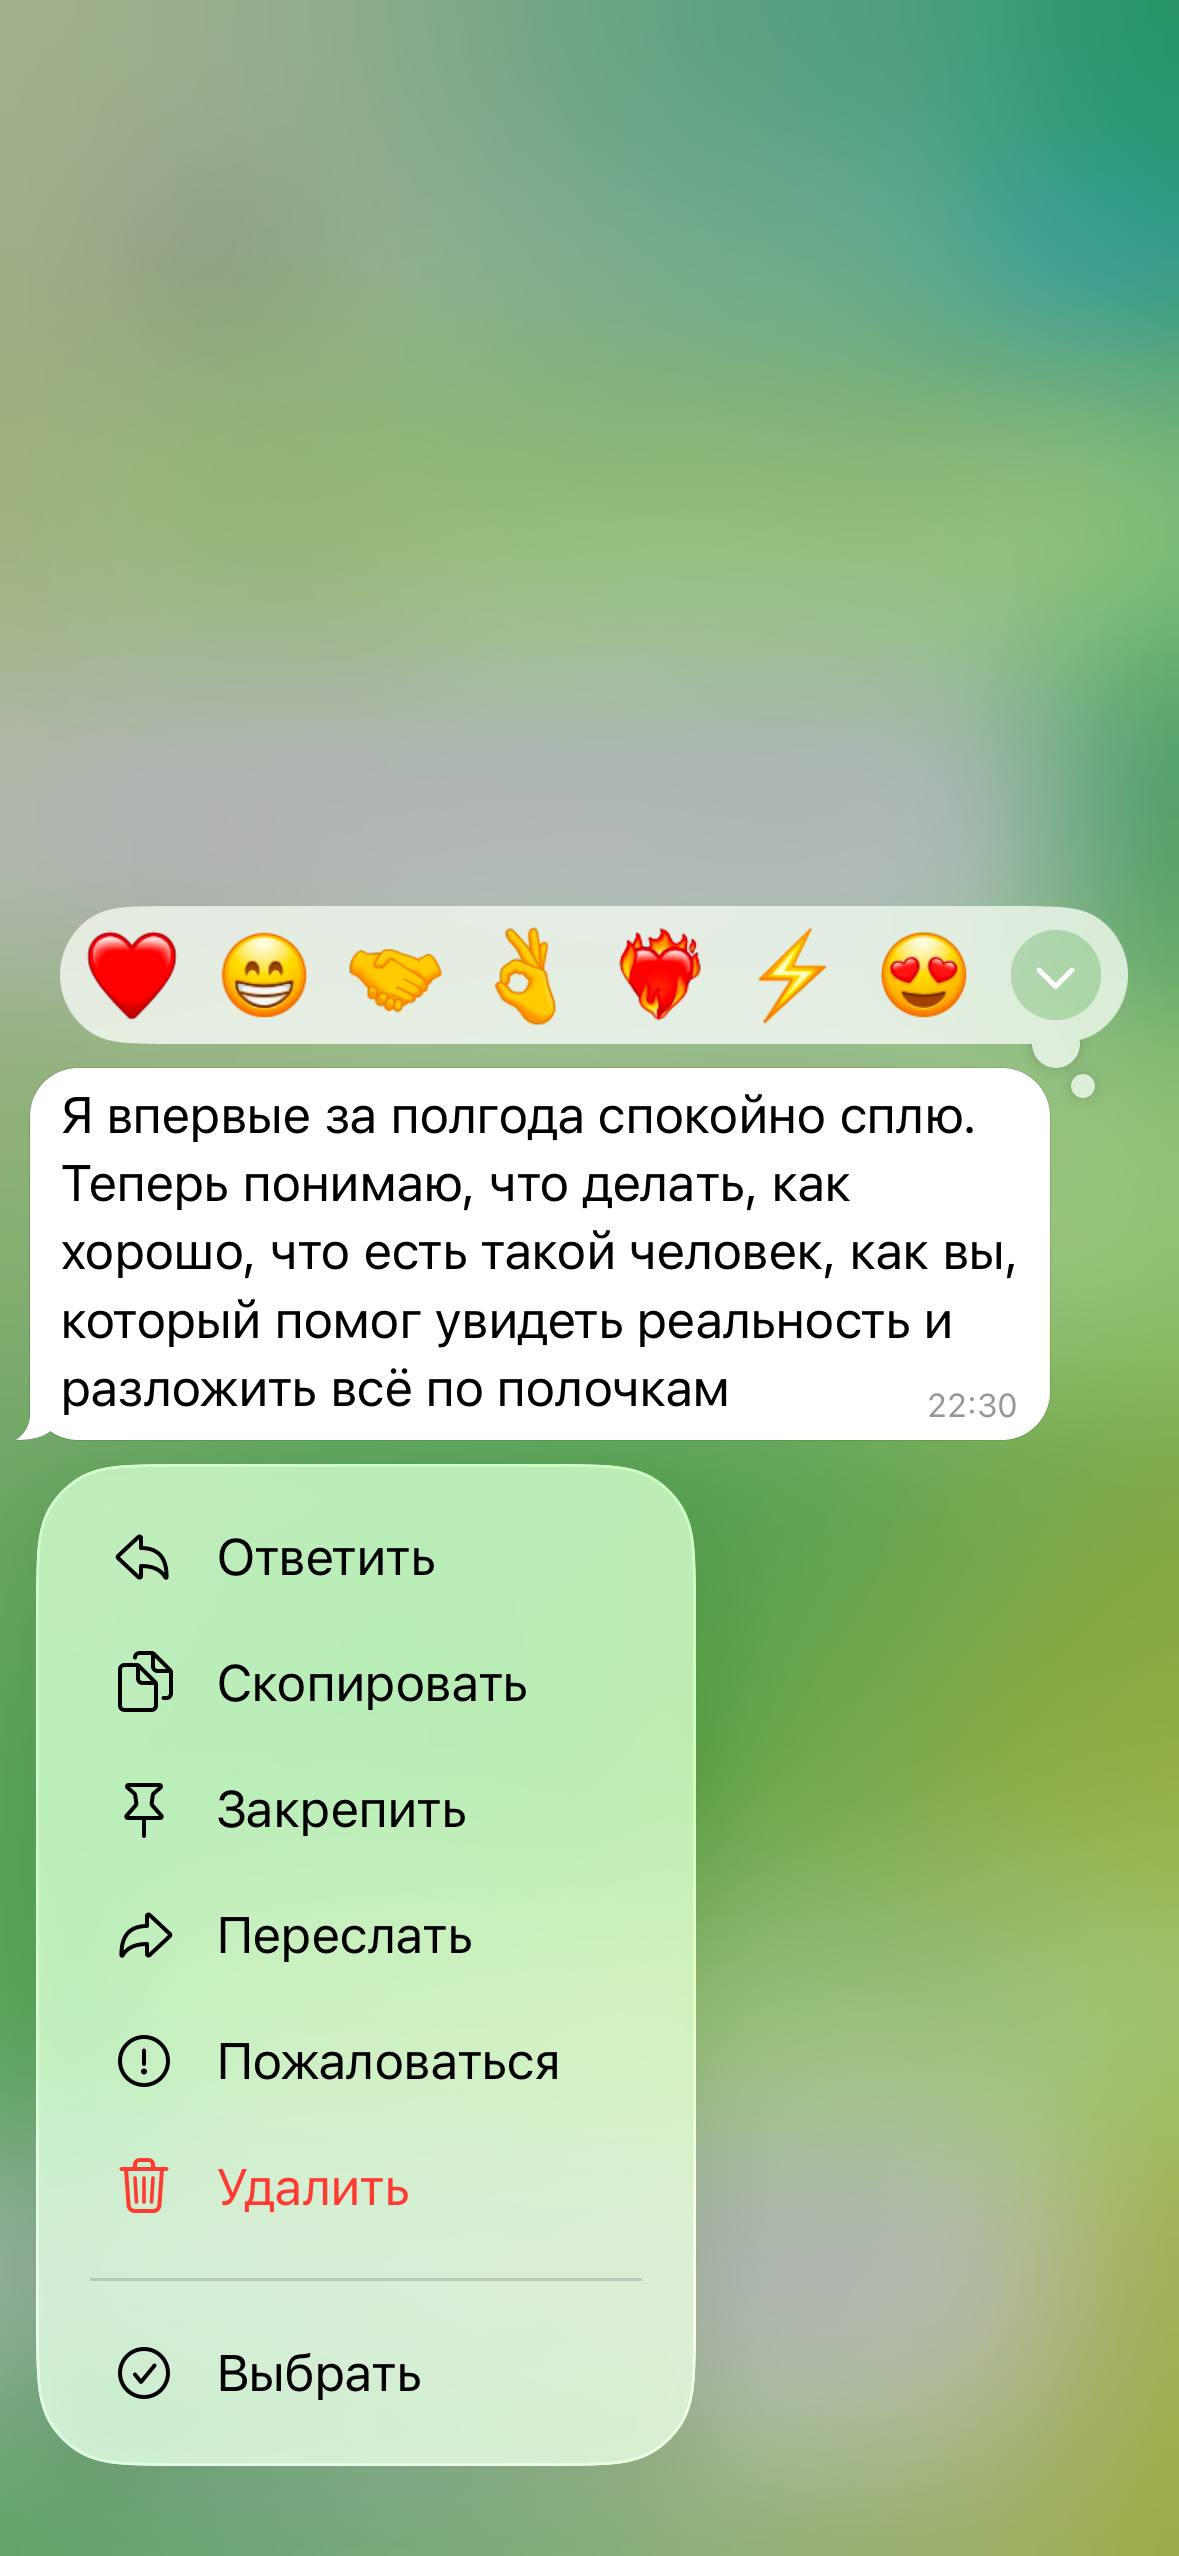 Я впервые за полгода спокойно сплю.
Теперь понимаю, что делать, как
хорошо, что есть такой человек, как вы,
который помог увидеть реальность и
разложить всё по полочкам
22:30
Ответить
Скопировать
Закрепить
Переслать
Пожаловаться
Удалить
Выбрать